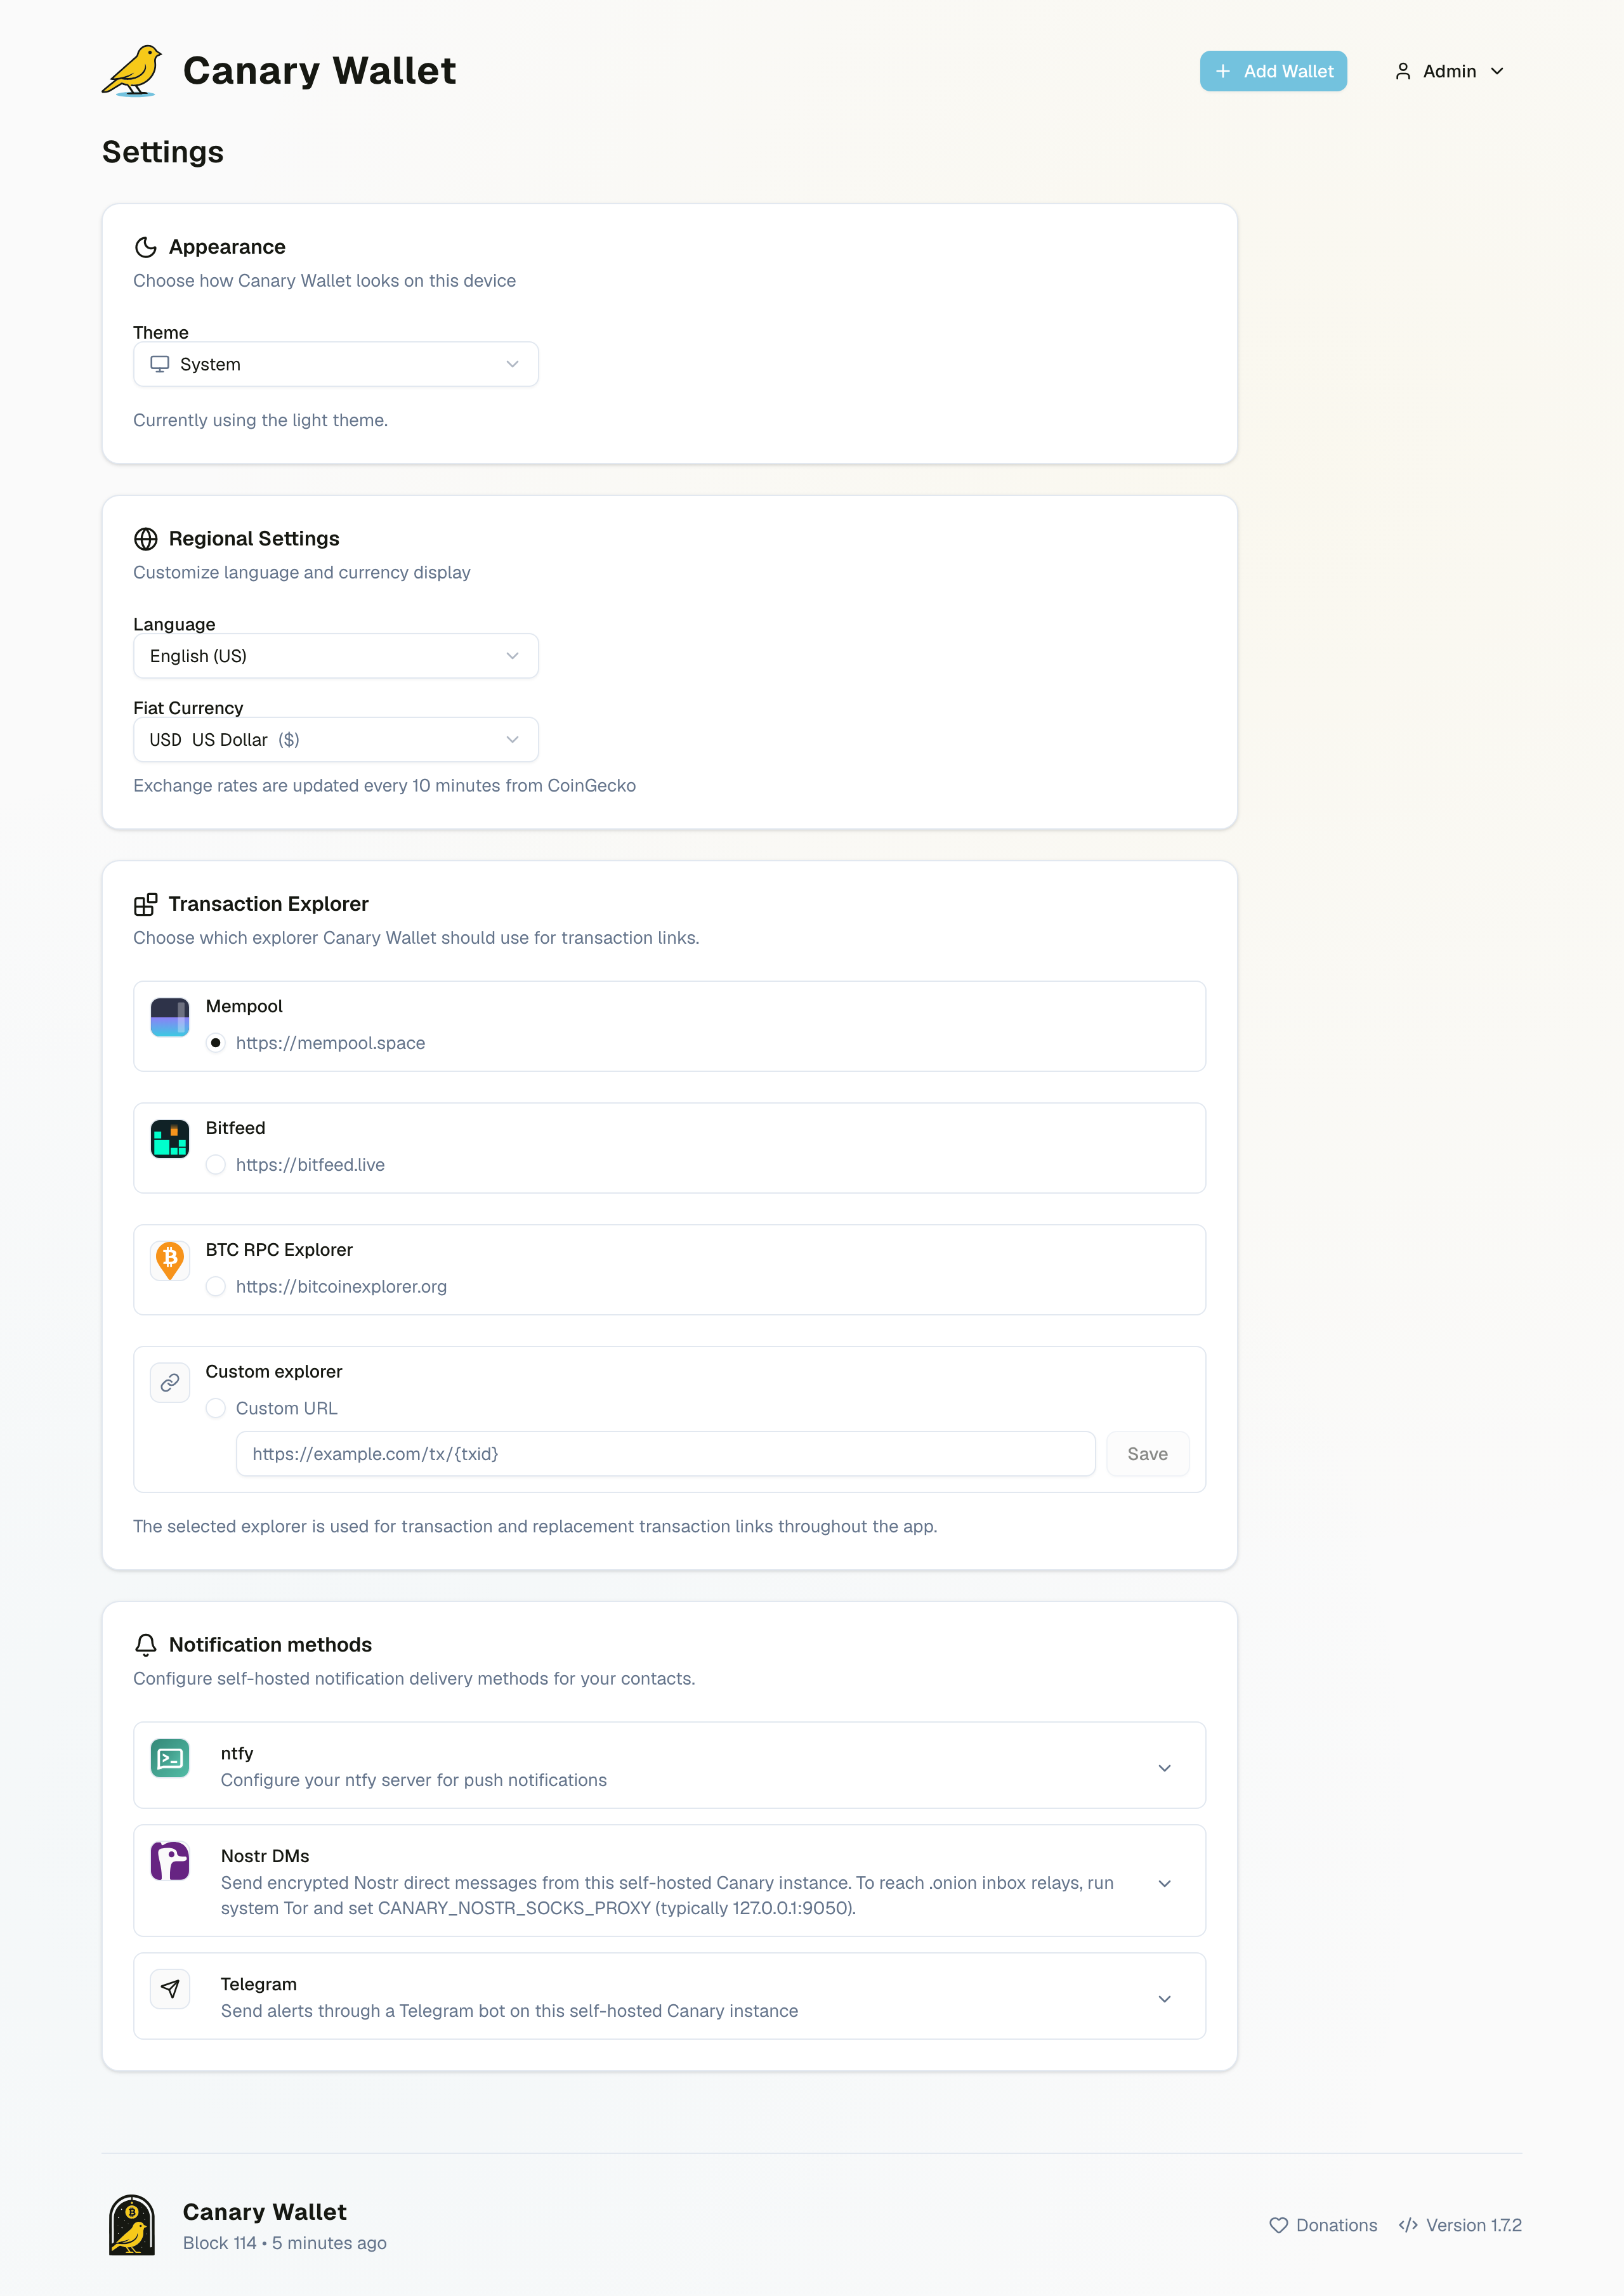 Canary Wallet
Add Wallet
Admin
Settings
Appearance
Choose how Canary Wallet looks on this device
Theme
System
Currently using the light theme.
Regional Settings
Customize language and currency display
Language
English (US)
Fiat Currency
USD US Dollar ($)
Exchange rates are updated every 10 minutes from CoinGecko
Transaction Explorer
Choose which explorer Canary Wallet should use for transaction links.
Mempool
https://mempool.space
Bitfeed
https://bitfeed.live
BTC RPC Explorer
https://bitcoinexplorer.org
Custom explorer
Custom URL
https://example.com/tx/{txid}
Save
The selected explorer is used for transaction and replacement transaction links throughout the app.
Notification methods
Configure self-hosted notification delivery methods for your contacts.
ntfy
Configure your ntfy server for push notifications
Nostr DMs
Send encrypted Nostr direct messages from this self-hosted Canary instance. To reach .onion inbox relays, run
system Tor and set CANARY_NOSTR_SOCKS_PROXY (typically 127.0.0.1:9050).
Telegram
Send alerts through a Telegram bot on this self-hosted Canary instance
Canary Wallet
Block 114 • 5 minutes ago
Donations
Version 1.7.2